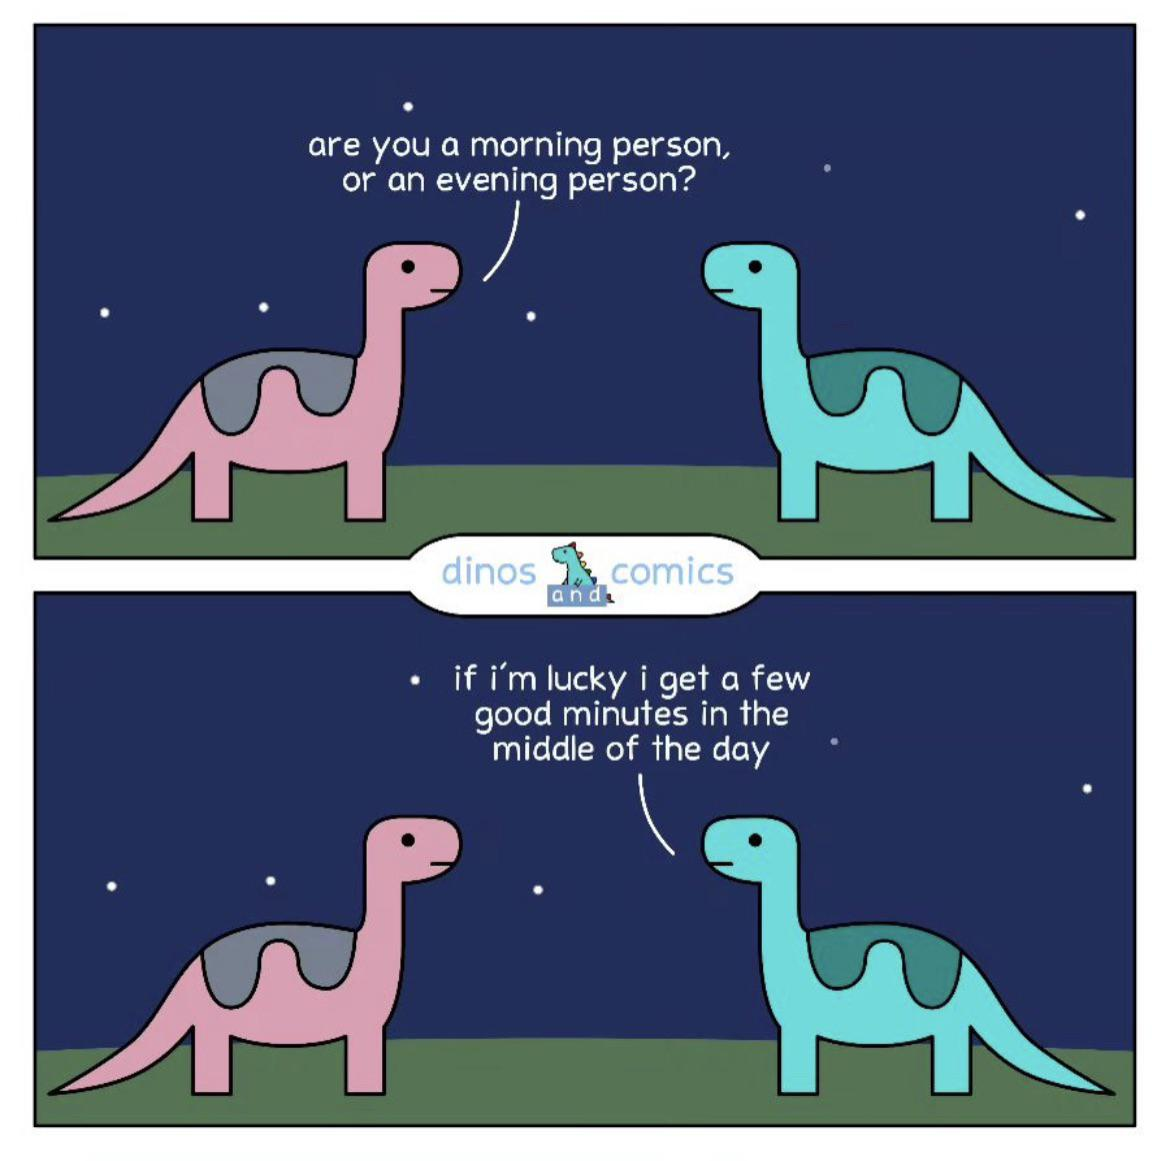 are you a morning person,
or an evening person?
dinos and comics
if i'm lucky i get a few
good minutes in the
middle of the day